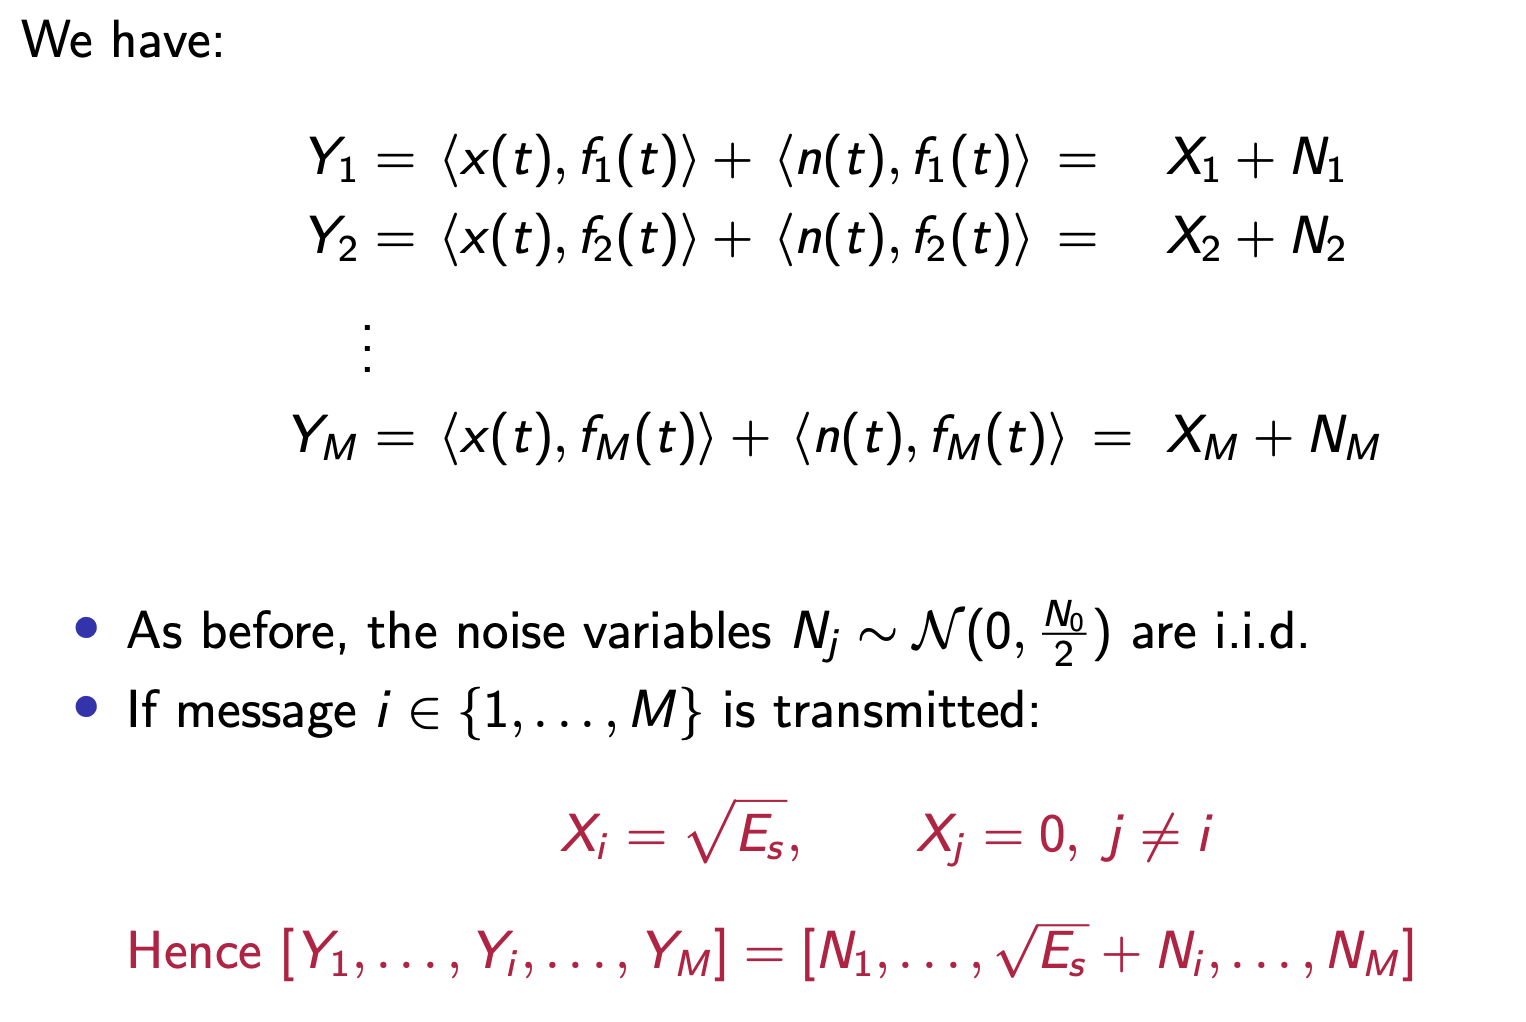 We have:
Y₁ = ⟨x(t), f₁(t)⟩ + ⟨n(t), f₁(t)⟩ = X₁ + N₁
Y₂ = ⟨x(t), f₂(t)⟩ + ⟨n(t), f₂(t)⟩ = X₂ + N₂
⋮
Y_M = ⟨x(t), f_M(t)⟩ + ⟨n(t), f_M(t)⟩ = X_M + N_M
• As before, the noise variables N_j ∼ 𝒩(0, N₀/2) are i.i.d.
• If message i ∈ {1, . . . , M} is transmitted:
X_i = √E_s, X_j = 0, j ≠ i
Hence [Y₁, . . . , Y_i, . . . , Y_M] = [N₁, . . . , √E_s + N_i, . . . , N_M]